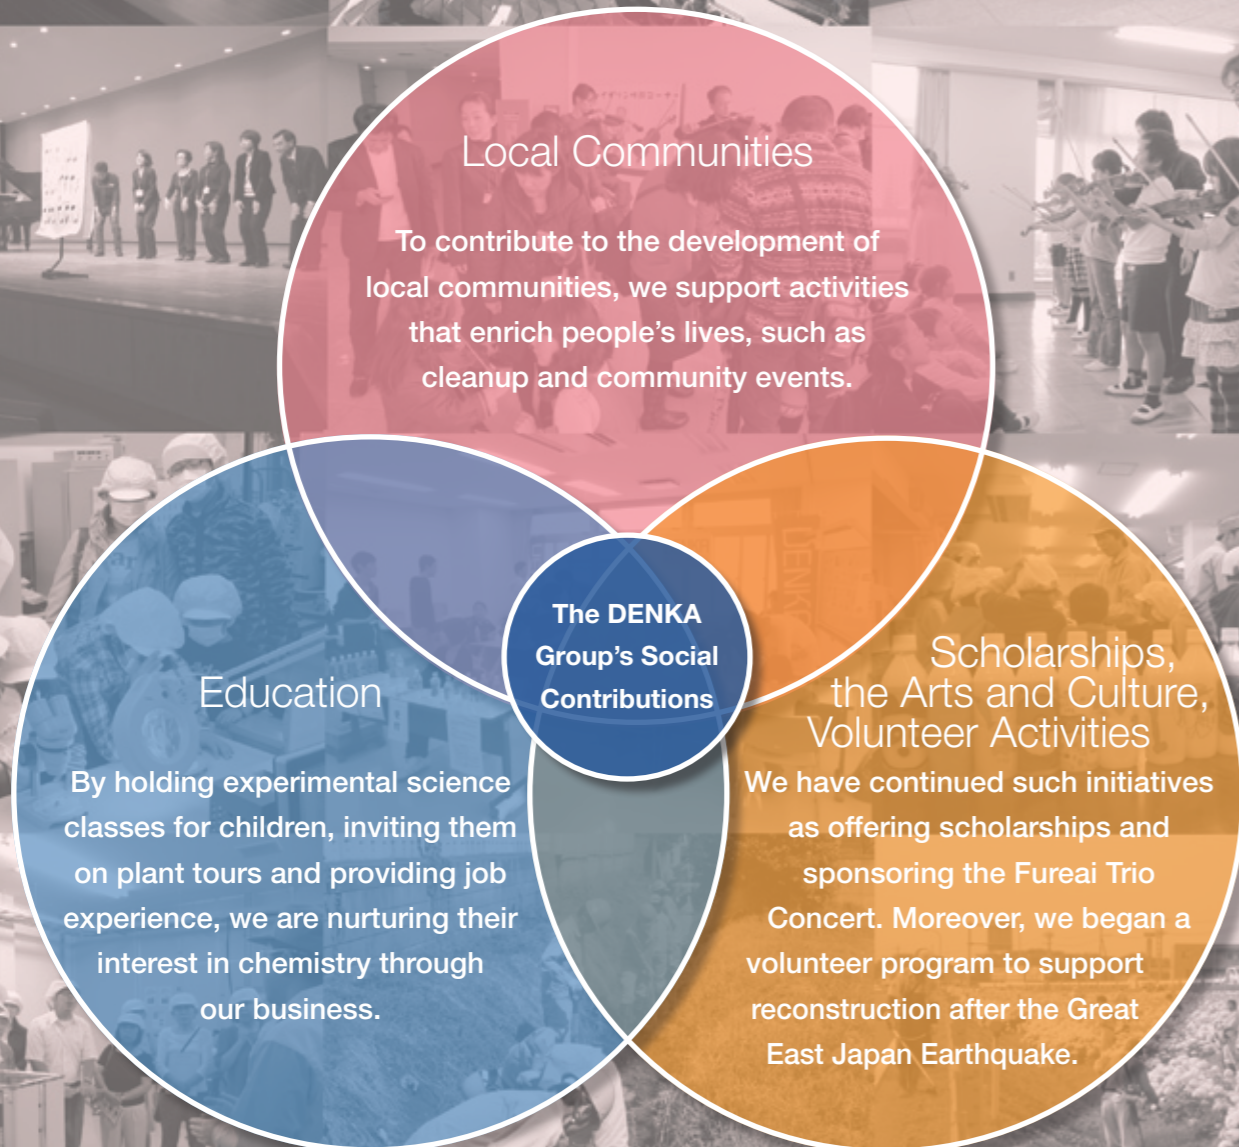 Local Communities
To contribute to the development of
local communities, we support activities
that enrich people's lives, such as
cleanup and community events.
The DENKA
Group's Social
Contributions
Education
By holding experimental science
classes for children, inviting them
on plant tours and providing job
experience, we are nurturing their
interest in chemistry through
our business.
Scholarships,
the Arts and Culture,
Volunteer Activities
We have continued such initiatives
as offering scholarships and
sponsoring the Fureai Trio
Concert. Moreover, we began a
volunteer program to support
reconstruction after the Great
East Japan Earthquake.
DENKA